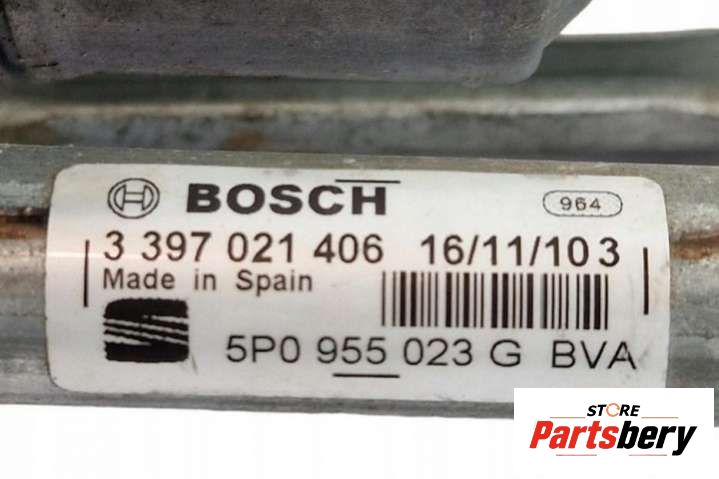 BOSCH 964
3 397 021 406 16/11/10 3
Made in Spain
5P0 955 023 G BVA
STORE
Partsbery